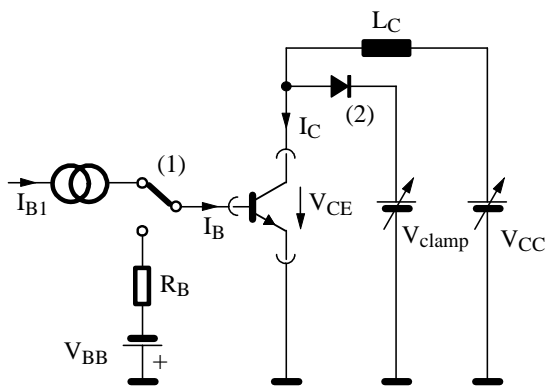 L_C
(2)
I_C
(1)
I_B1
I_B
V_CE
V_clamp
V_CC
R_B
V_BB
+